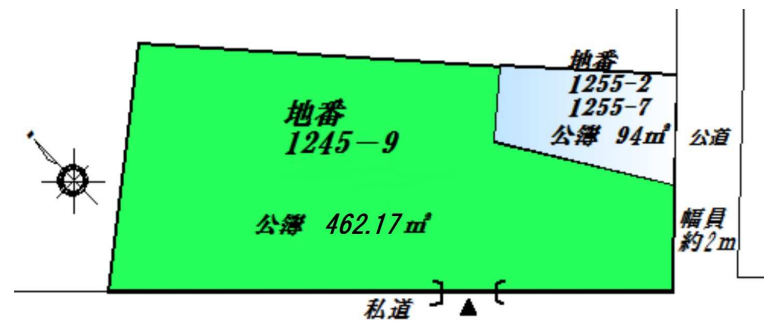 地番
1255-2
1255-7
公簿 94㎡
地番
1245-9
公道
公簿 462.17㎡
幅員
約2m
私道